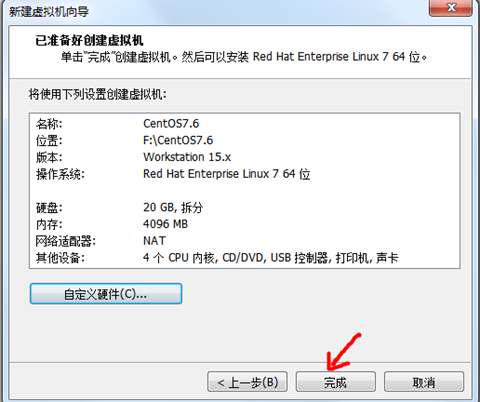 新建虚拟机向导
已准备好创建虚拟机
单击"完成"创建虚拟机。然后可以安装 Red Hat Enterprise Linux 7 64 位。
将使用下列设置创建虚拟机:
名称: CentOS7.6
位置: F:\CentOS7.6
版本: Workstation 15.x
操作系统: Red Hat Enterprise Linux 7 64 位
硬盘: 20 GB, 拆分
内存: 4096 MB
网络适配器: NAT
其他设备: 4 个 CPU 内核, CD/DVD, USB 控制器, 打印机, 声卡
自定义硬件(C)...
< 上一步(B) 完成 取消